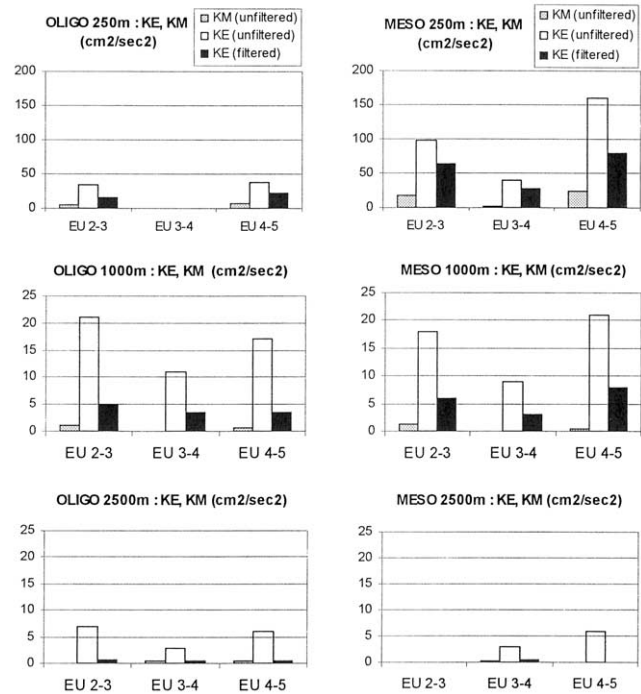 OLIGO 250m : KE, KM
(cm2/sec2)
KM (unfiltered)
KE (unfiltered)
KE (filtered)
200
150
100
50
0
EU 2-3 EU 3-4 EU 4-5
MESO 250m : KE, KM
(cm2/sec2)
KM (unfiltered)
KE (unfiltered)
KE (filtered)
200
150
100
50
0
EU 2-3 EU 3-4 EU 4-5
OLIGO 1000m : KE, KM (cm2/sec2)
25
20
15
10
5
0
EU 2-3 EU 3-4 EU 4-5
MESO 1000m : KE, KM (cm2/sec2)
25
20
15
10
5
0
EU 2-3 EU 3-4 EU 4-5
OLIGO 2500m : KE, KM (cm2/sec2)
25
20
15
10
5
0
EU 2-3 EU 3-4 EU 4-5
MESO 2500m : KE, KM (cm2/sec2)
25
20
15
10
5
0
EU 2-3 EU 3-4 EU 4-5